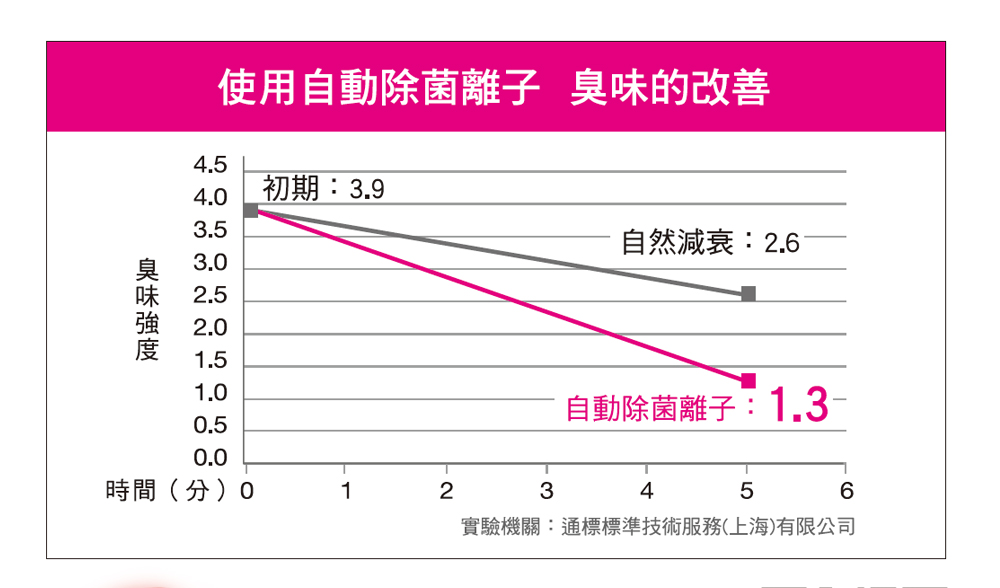 使用自動除菌離子 臭味的改善
4.5
初期：3.9
4.0
3.5
自然減衰：2.6
3.0
2.5
2.0
1.5
1.0
自動除菌離子：1.3
0.5
0.0
臭味強度
時間（分）0 1 2 3 4 5 6
實驗機關：通標標準技術服務(上海)有限公司